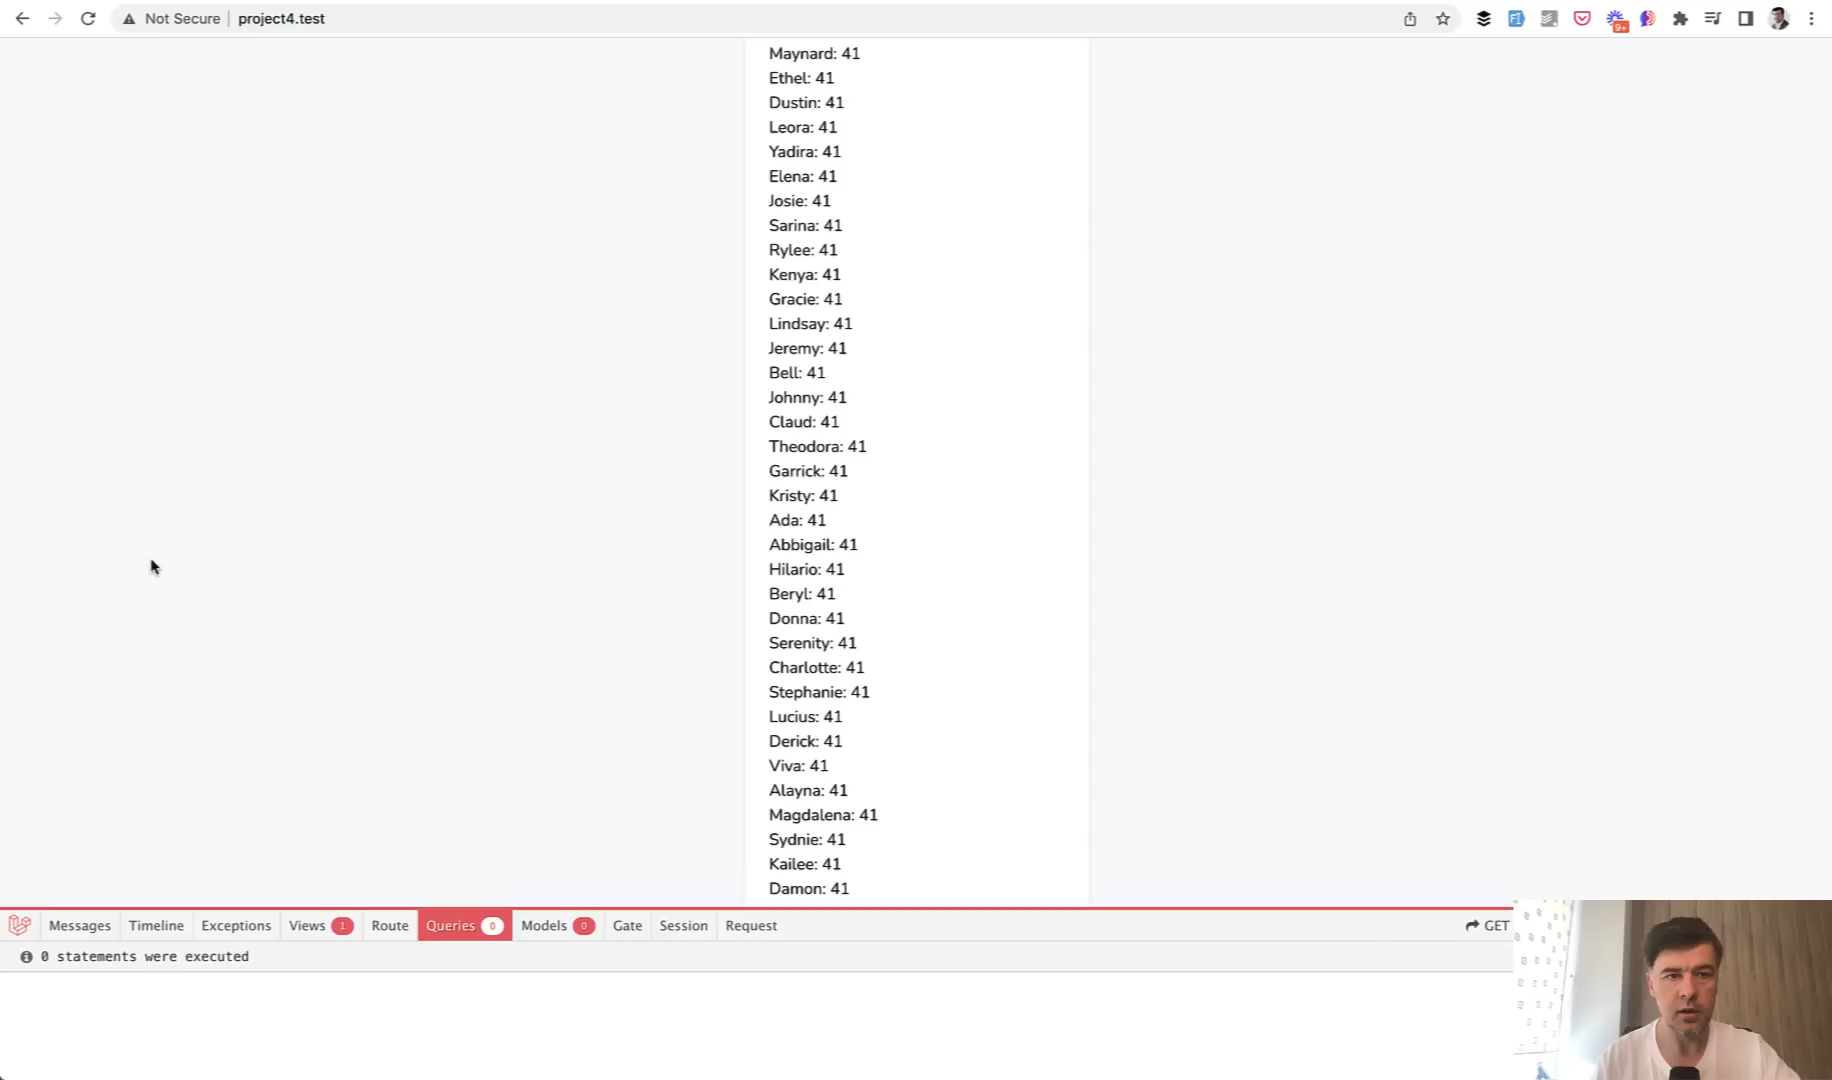 Not Secure project4.test
9+
Maynard: 41
Ethel: 41
Dustin: 41
Leora: 41
Yadira: 41
Elena: 41
Josie: 41
Sarina: 41
Rylee: 41
Kenya: 41
Gracie: 41
Lindsay: 41
Jeremy: 41
Bell: 41
Johnny: 41
Claud: 41
Theodora: 41
Garrick: 41
Kristy: 41
Ada: 41
Abbigail: 41
Hilario: 41
Beryl: 41
Donna: 41
Serenity: 41
Charlotte: 41
Stephanie: 41
Lucius: 41
Derick: 41
Viva: 41
Alayna: 41
Magdalena: 41
Sydnie: 41
Kailee: 41
Damon: 41
Messages Timeline Exceptions Views 1 Route Queries 0 Models 0 Gate Session Request GET
0 statements were executed